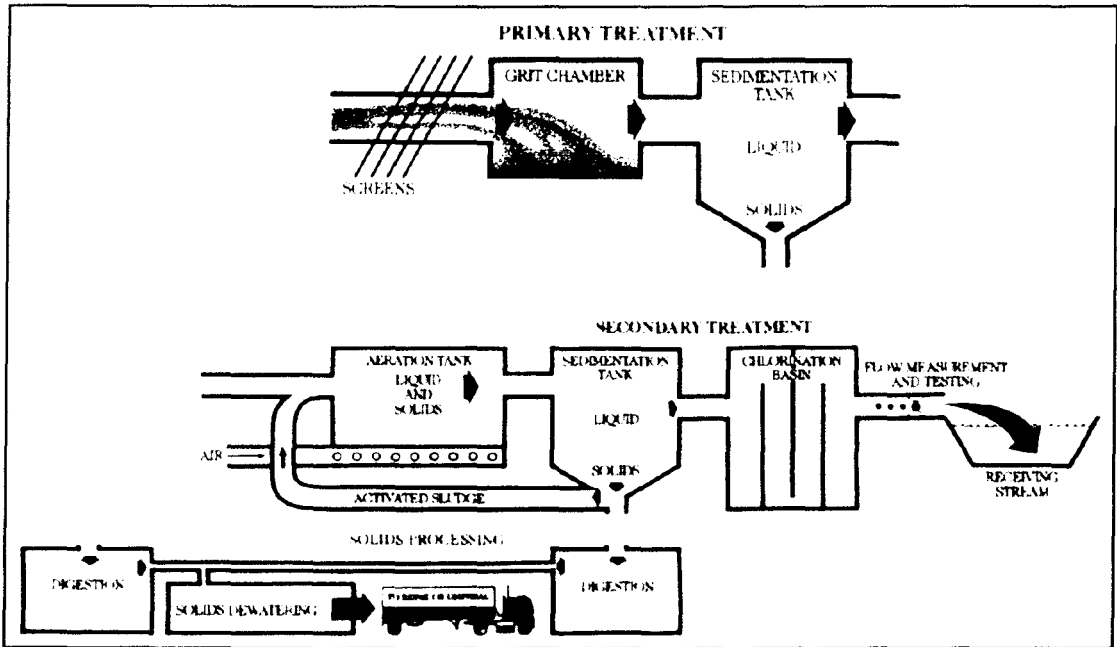 PRIMARY TREATMENT
GRIT CHAMBER
SEDIMENTATION
TANK
LIQUID
SCREENS
SOLIDS
SECONDARY TREATMENT
AERATION TANK
LIQUID
AND
SOLIDS
SEDIMENTATION
TANK
LIQUID
CHLORINATION
BASIN
FLOW MEASUREMENT
AND TESTING
AIR
SOLIDS
ACTIVATED SLUDGE
RECEIVING
STREAM
SOLIDS PROCESSING
DIGESTION
SOLIDS DEWATERING
DIGESTION